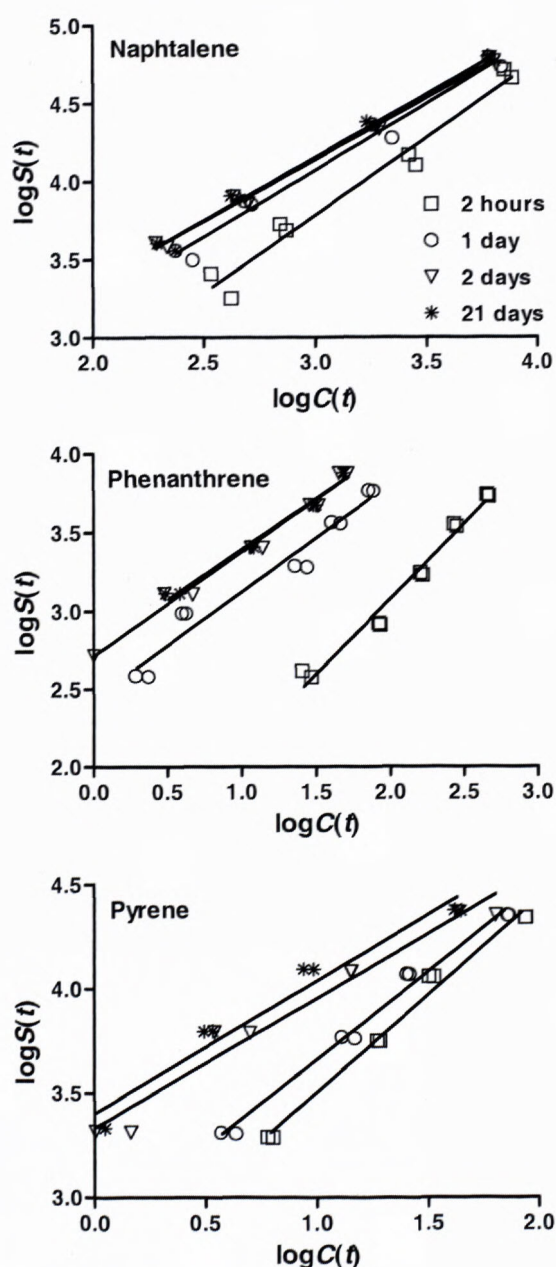 Naphtalene
5.0
4.5
4.0
3.5
3.0
logS(t)
2.0 2.5 3.0 3.5 4.0
logC(t)
2 hours
1 day
2 days
21 days
Phenanthrene
4.0
3.5
3.0
2.5
2.0
logS(t)
0.0 0.5 1.0 1.5 2.0 2.5 3.0
logC(t)
Pyrene
4.5
4.0
3.5
3.0
logS(t)
0.0 0.5 1.0 1.5 2.0
logC(t)